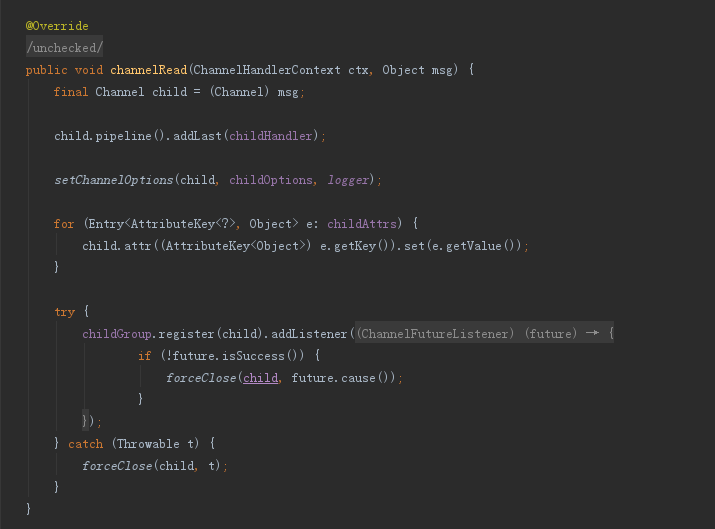 @Override
/unchecked/
public void channelRead(ChannelHandlerContext ctx, Object msg) {
final Channel child = (Channel) msg;
child.pipeline().addLast(childHandler);
setChannelOptions(child, childOptions, logger);
for (Entry<AttributeKey<?>, Object> e: childAttrs) {
child.attr((AttributeKey<Object>) e.getKey()).set(e.getValue());
}
try {
childGroup.register(child).addListener((ChannelFutureListener) (future) → {
if (!future.isSuccess()) {
forceClose(child, future.cause());
}
});
} catch (Throwable t) {
forceClose(child, t);
}
}